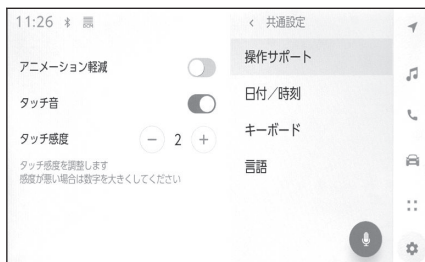 11:26
アニメーション軽減
タッチ音
タッチ感度
2
タッチ感度を調整します
感度が悪い場合は数字を大きくしてください
共通設定
操作サポート
日付／時刻
キーボード
言語